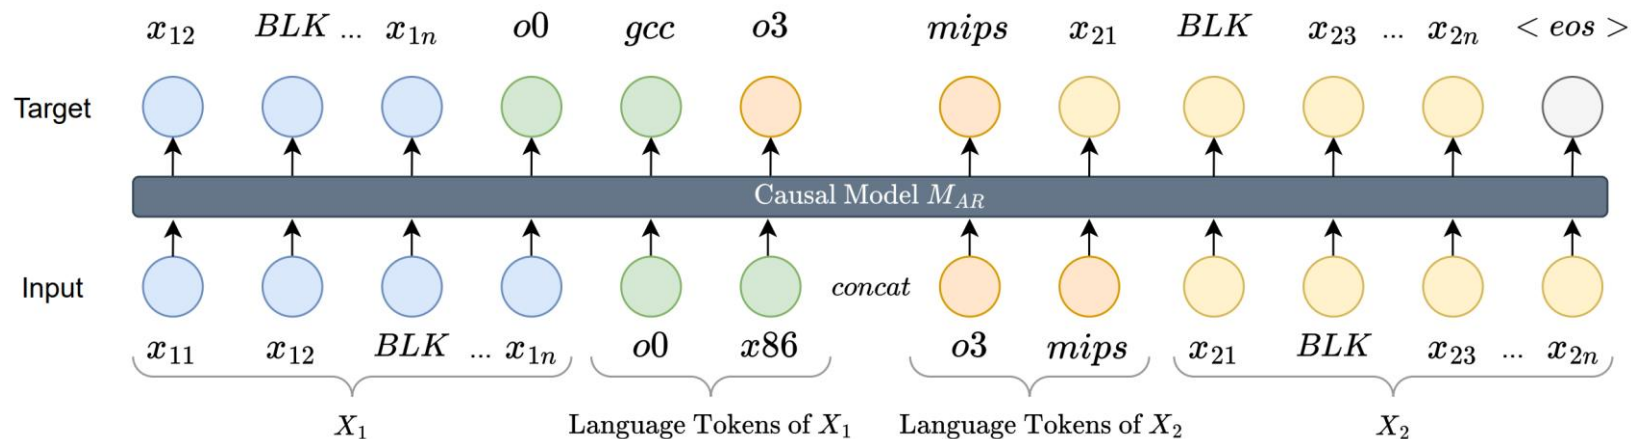 x₁₂ BLK ... x₁ₙ o0 gcc o3 mips x₂₁ BLK x₂₃ ... x₂ₙ < eos >
Target
Causal Model M_AR
Input concat
x₁₁ x₁₂ BLK ... x₁ₙ o0 x86 o3 mips x₂₁ BLK x₂₃ ... x₂ₙ
X₁ Language Tokens of X₁ Language Tokens of X₂ X₂